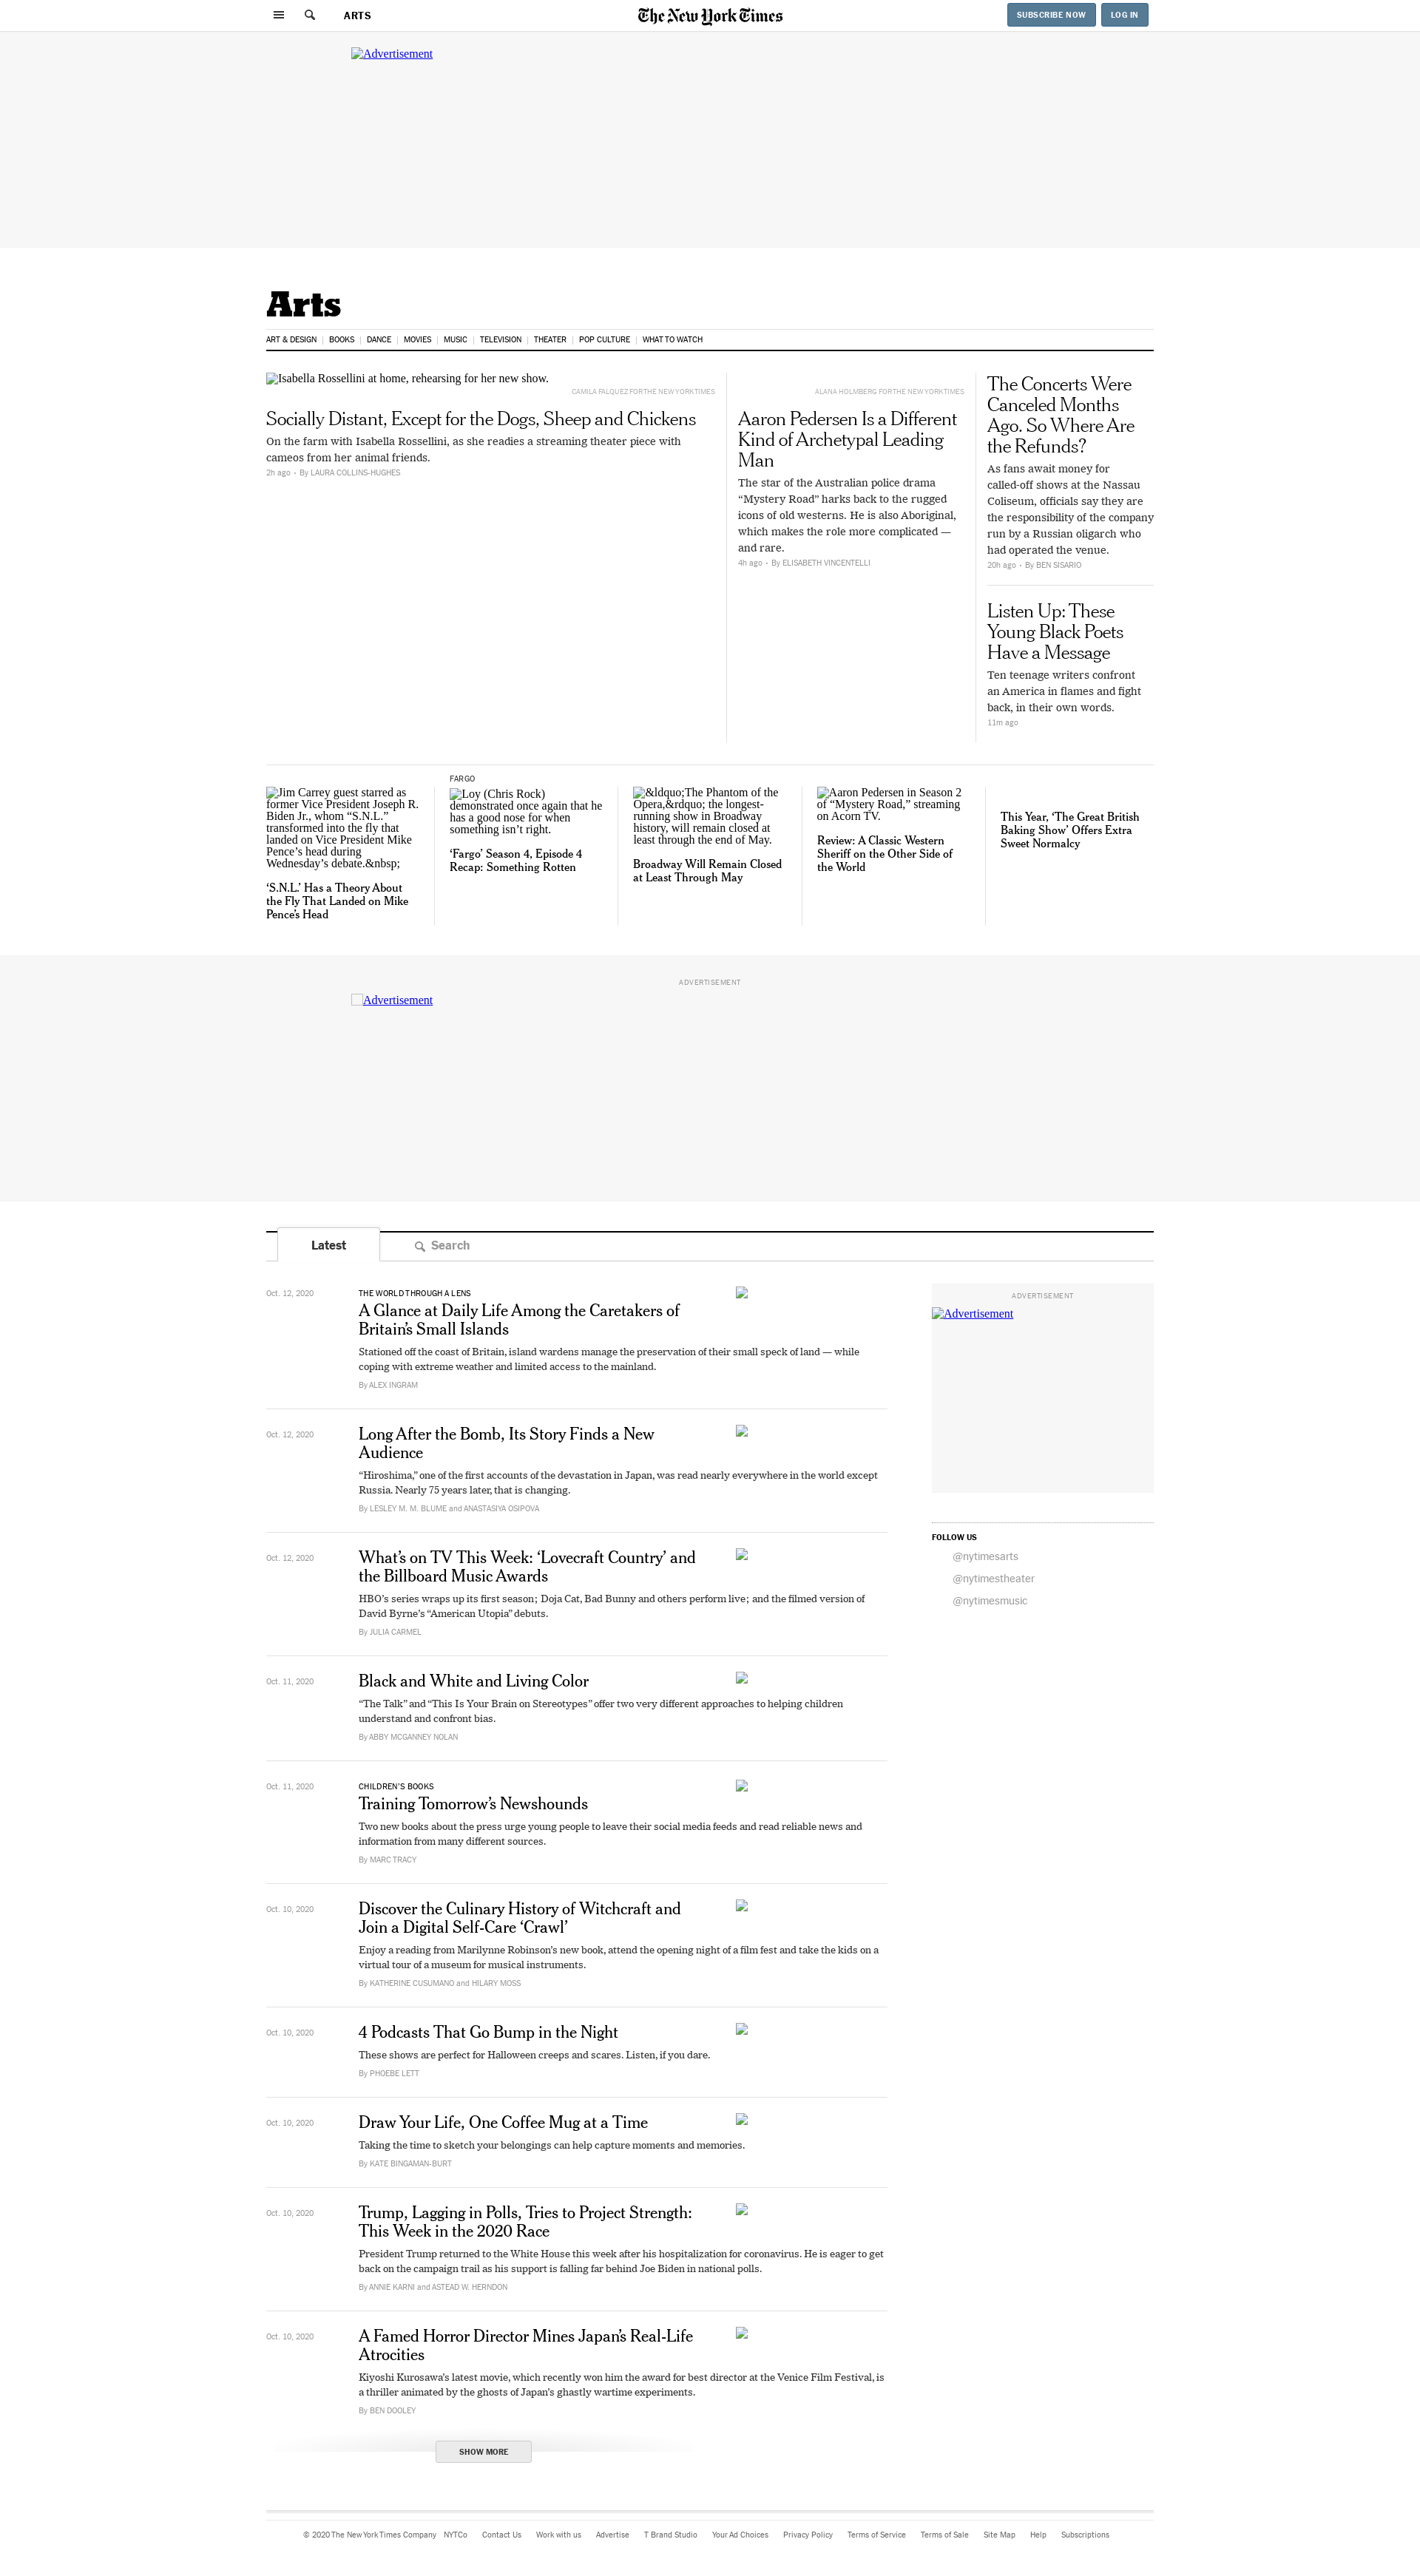 ARTS
The New York Times
SUBSCRIBE NOW
LOG IN
Advertisement
Arts
ART & DESIGN
BOOKS
DANCE
MOVIES
MUSIC
TELEVISION
THEATER
POP CULTURE
WHAT TO WATCH
Isabella Rossellini at home, rehearsing for her new show.
CAMILA FALQUEZ FOR THE NEW YORK TIMES
Socially Distant, Except for the Dogs, Sheep and Chickens
On the farm with Isabella Rossellini, as she readies a streaming theater piece with
cameos from her animal friends.
2h ago • By LAURA COLLINS-HUGHES
ALANA HOLMBERG FOR THE NEW YORK TIMES
Aaron Pedersen Is a Different
Kind of Archetypal Leading
Man
The star of the Australian police drama
“Mystery Road” harks back to the rugged
icons of old westerns. He is also Aboriginal,
which makes the role more complicated —
and rare.
4h ago • By ELISABETH VINCENTELLI
The Concerts Were
Canceled Months
Ago. So Where Are
the Refunds?
As fans await money for
called-off shows at the Nassau
Coliseum, officials say they are
the responsibility of the company
run by a Russian oligarch who
had operated the venue.
20h ago • By BEN SISARIO
Listen Up: These
Young Black Poets
Have a Message
Ten teenage writers confront
an America in flames and fight
back, in their own words.
11m ago
Jim Carrey guest starred as
former Vice President Joseph R.
Biden Jr., whom “S.N.L.”
transformed into the fly that
landed on Vice President Mike
Pence’s head during
Wednesday’s debate.&nbsp;
‘S.N.L.’ Has a Theory About
the Fly That Landed on Mike
Pence’s Head
FARGO
Loy (Chris Rock)
demonstrated once again that he
has a good nose for when
something isn’t right.
‘Fargo’ Season 4, Episode 4
Recap: Something Rotten
&ldquo;The Phantom of the
Opera,&rdquo; the longest-
running show in Broadway
history, will remain closed at
least through the end of May.
Broadway Will Remain Closed
at Least Through May
Aaron Pedersen in Season 2
of “Mystery Road,” streaming
on Acorn TV.
Review: A Classic Western
Sheriff on the Other Side of
the World
This Year, ‘The Great British
Baking Show’ Offers Extra
Sweet Normalcy
ADVERTISEMENT
Advertisement
Latest
Search
Oct. 12, 2020
THE WORLD THROUGH A LENS
A Glance at Daily Life Among the Caretakers of
Britain’s Small Islands
Stationed off the coast of Britain, island wardens manage the preservation of their small speck of land — while
coping with extreme weather and limited access to the mainland.
By ALEX INGRAM
Oct. 12, 2020
Long After the Bomb, Its Story Finds a New
Audience
“Hiroshima,” one of the first accounts of the devastation in Japan, was read nearly everywhere in the world except
Russia. Nearly 75 years later, that is changing.
By LESLEY M. M. BLUME and ANASTASIYA OSIPOVA
Oct. 12, 2020
What’s on TV This Week: ‘Lovecraft Country’ and
the Billboard Music Awards
HBO’s series wraps up its first season; Doja Cat, Bad Bunny and others perform live; and the filmed version of
David Byrne’s “American Utopia” debuts.
By JULIA CARMEL
Oct. 11, 2020
Black and White and Living Color
“The Talk” and “This Is Your Brain on Stereotypes” offer two very different approaches to helping children
understand and confront bias.
By ABBY MCGANNEY NOLAN
Oct. 11, 2020
CHILDREN’S BOOKS
Training Tomorrow’s Newshounds
Two new books about the press urge young people to leave their social media feeds and read reliable news and
information from many different sources.
By MARC TRACY
Oct. 10, 2020
Discover the Culinary History of Witchcraft and
Join a Digital Self-Care ‘Crawl’
Enjoy a reading from Marilynne Robinson’s new book, attend the opening night of a film fest and take the kids on a
virtual tour of a museum for musical instruments.
By KATHERINE CUSUMANO and HILARY MOSS
Oct. 10, 2020
4 Podcasts That Go Bump in the Night
These shows are perfect for Halloween creeps and scares. Listen, if you dare.
By PHOEBE LETT
Oct. 10, 2020
Draw Your Life, One Coffee Mug at a Time
Taking the time to sketch your belongings can help capture moments and memories.
By KATE BINGAMAN-BURT
Oct. 10, 2020
Trump, Lagging in Polls, Tries to Project Strength:
This Week in the 2020 Race
President Trump returned to the White House this week after his hospitalization for coronavirus. He is eager to get
back on the campaign trail as his support is falling far behind Joe Biden in national polls.
By ANNIE KARNI and ASTEAD W. HERNDON
Oct. 10, 2020
A Famed Horror Director Mines Japan’s Real-Life
Atrocities
Kiyoshi Kurosawa’s latest movie, which recently won him the award for best director at the Venice Film Festival, is
a thriller animated by the ghosts of Japan’s ghastly wartime experiments.
By BEN DOOLEY
SHOW MORE
ADVERTISEMENT
Advertisement
FOLLOW US
@nytimesarts
@nytimestheater
@nytimesmusic
© 2020 The New York Times Company
NYTCo
Contact Us
Work with us
Advertise
T Brand Studio
Your Ad Choices
Privacy Policy
Terms of Service
Terms of Sale
Site Map
Help
Subscriptions